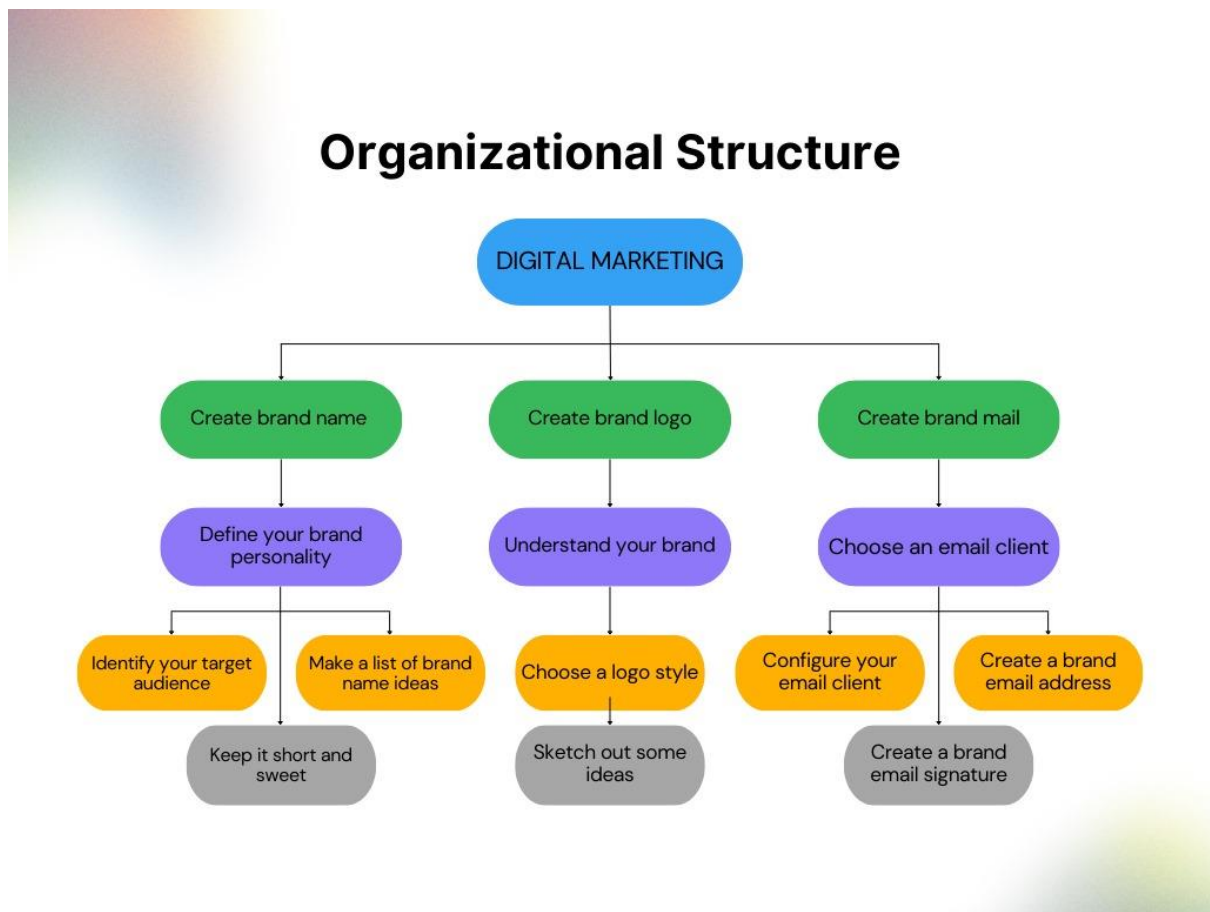 Organizational Structure
DIGITAL MARKETING
Create brand name
Create brand logo
Create brand mail
Define your brand
personality
Understand your brand
Choose an email client
Identify your target
audience
Make a list of brand
name ideas
Choose a logo style
Configure your
email client
Create a brand
email address
Keep it short and
sweet
Sketch out some
ideas
Create a brand
email signature